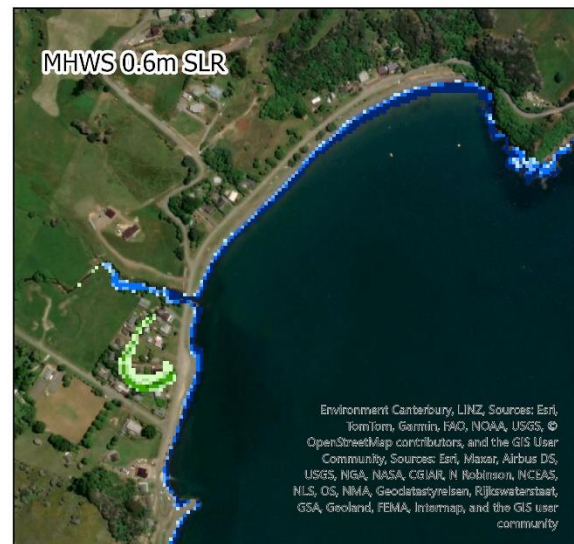 MHWS 0.6m SLR
Environment Canterbury, LINZ, Sources: Esri,
TomTom, Garmin, FAO, NOAA, USGS, ©
OpenStreetMap contributors, and the GIS User
Community, Sources: Esri, Maxar, Airbus DS,
USGS, NGA, NASA, CGIAR, N Robinson, NCEAS,
NLS, OS, NMA, Geodatastyrelsen, Rijkswaterstaat,
GSA, Geoland, FEMA, Intermap, and the GIS user
community